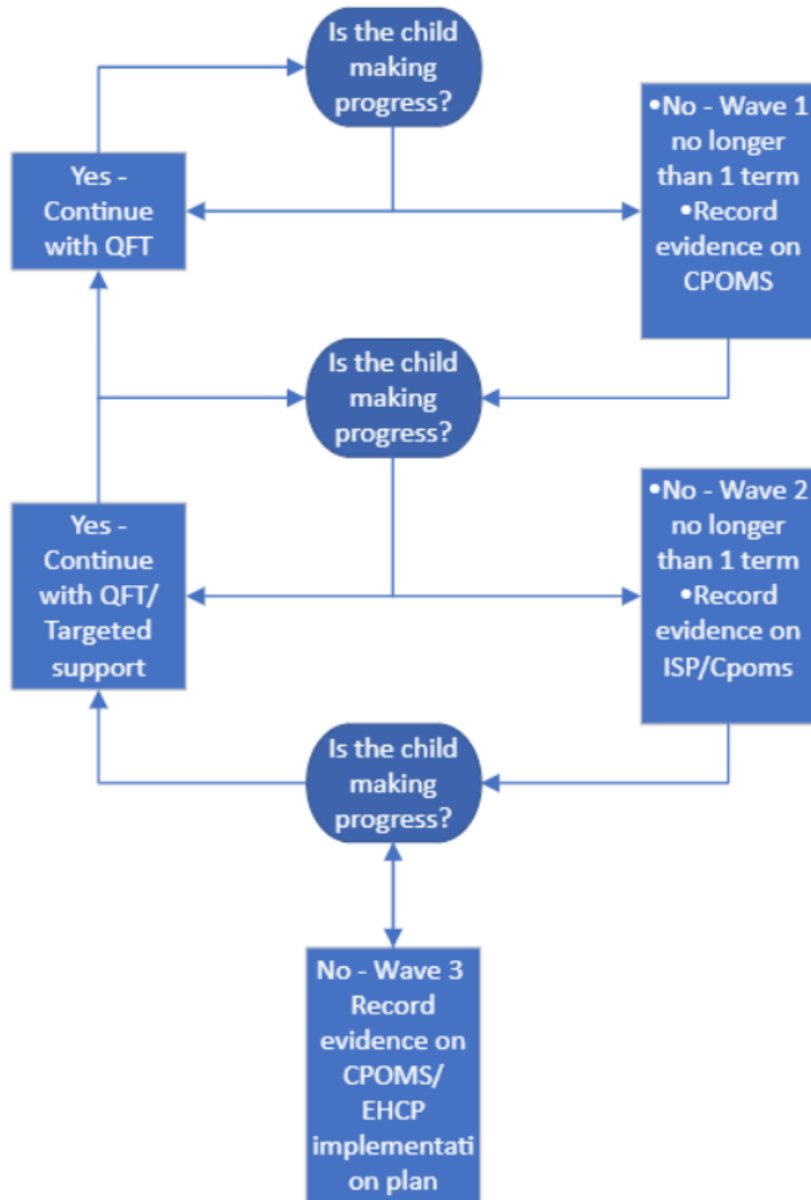 Is the child
making
progress?
Yes -
Continue
with QFT
•No - Wave 1
no longer
than 1 term
•Record
evidence on
CPOMS
Is the child
making
progress?
Yes -
Continue
with QFT/
Targeted
support
•No - Wave 2
no longer
than 1 term
•Record
evidence on
ISP/Cpoms
Is the child
making
progress?
No - Wave 3
Record
evidence on
CPOMS/
EHCP
implementati
on plan